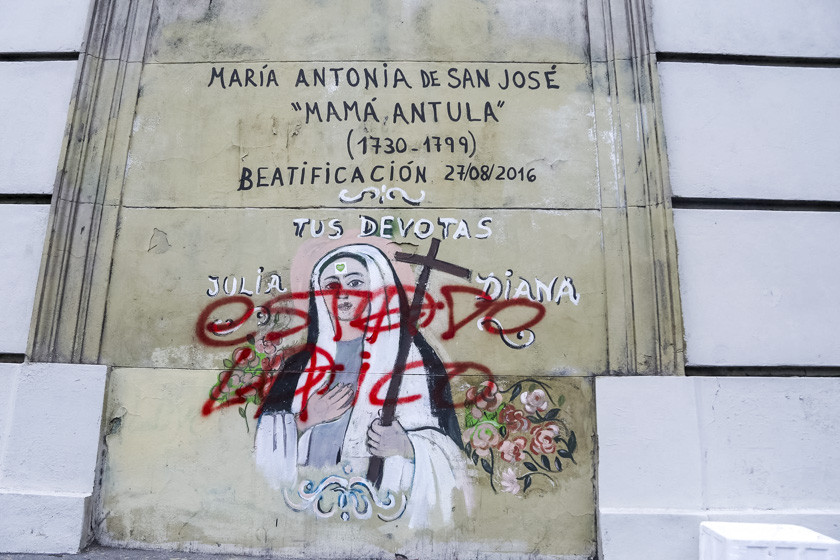 MARÍA ANTONIA DE SAN JOSÉ
"MAMÁ ANTULA"
(1730-1799)
BEATIFICACIÓN 27/08/2016
TUS DEVOTAS
JULIA DIANA
ESTADO
LAICO